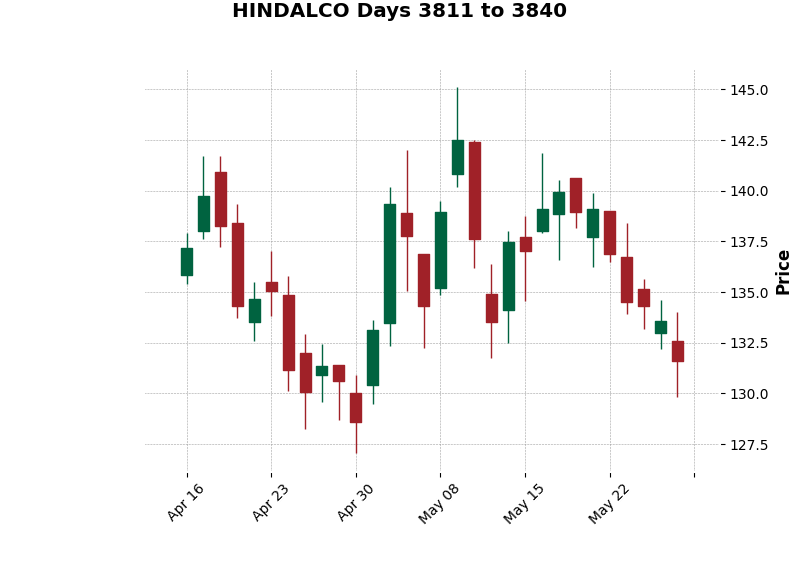 HINDALCO Days 3811 to 3840
145.0
142.5
140.0
137.5
135.0
132.5
130.0
127.5
Price
Apr 16
Apr 23
Apr 30
May 08
May 15
May 22